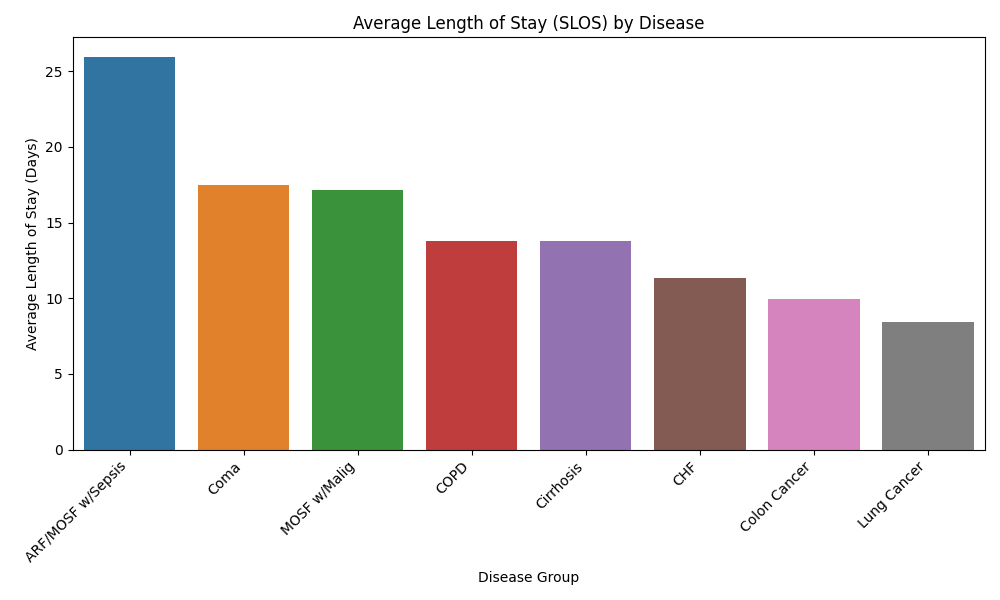 Average Length of Stay (SLOS) by Disease
Average Length of Stay (Days)
25
20
15
10
5
0
ARF/MOSF w/Sepsis
Coma
MOSF w/Malig
COPD
Cirrhosis
CHF
Colon Cancer
Lung Cancer
Disease Group